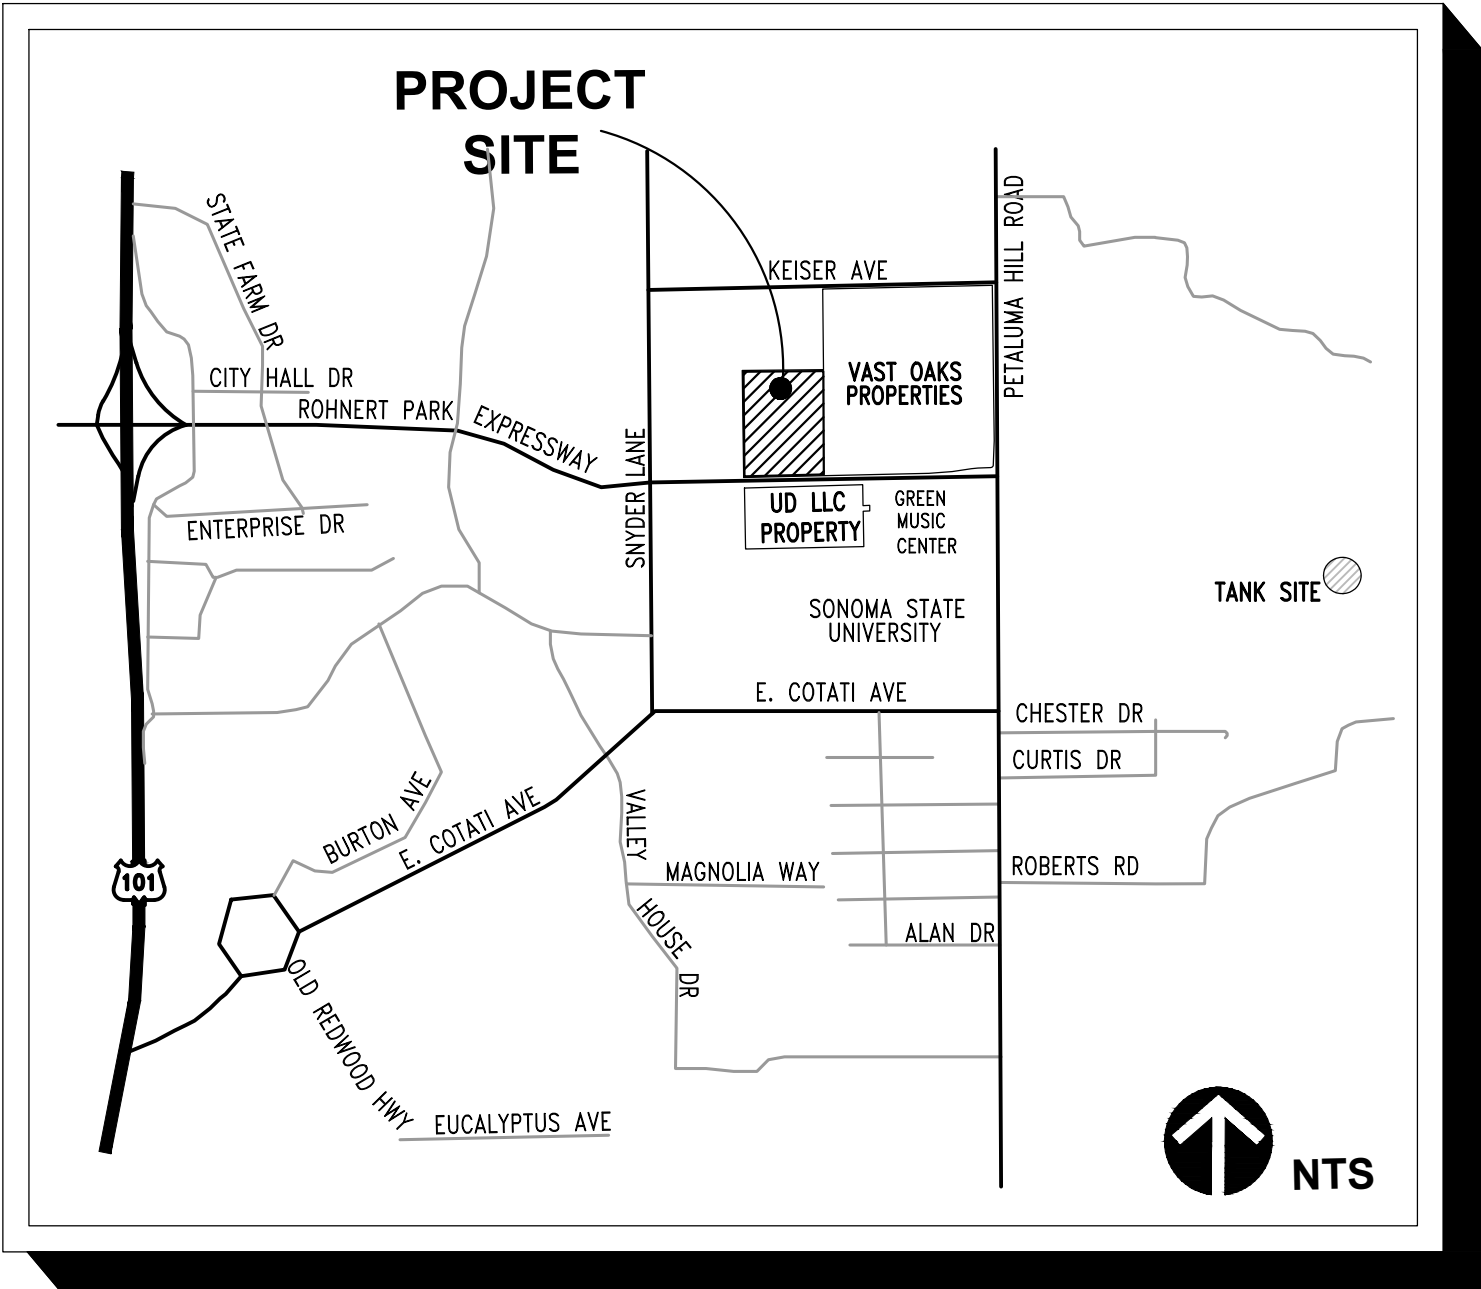 PROJECT
SITE
STATE FARM DR
KEISER AVE
PETALUMA HILL ROAD
CITY HALL DR
ROHNERT PARK EXPRESSWAY
VAST OAKS
PROPERTIES
SNYDER LANE
ENTERPRISE DR
UD LLC
PROPERTY
GREEN
MUSIC
CENTER
TANK SITE
SONOMA STATE
UNIVERSITY
E. COTATI AVE
CHESTER DR
CURTIS DR
BURTON AVE
E. COTATI AVE
VALLEY HOUSE DR
MAGNOLIA WAY
ROBERTS RD
101
ALAN DR
OLD REDWOOD HWY
EUCALYPTUS AVE
NTS